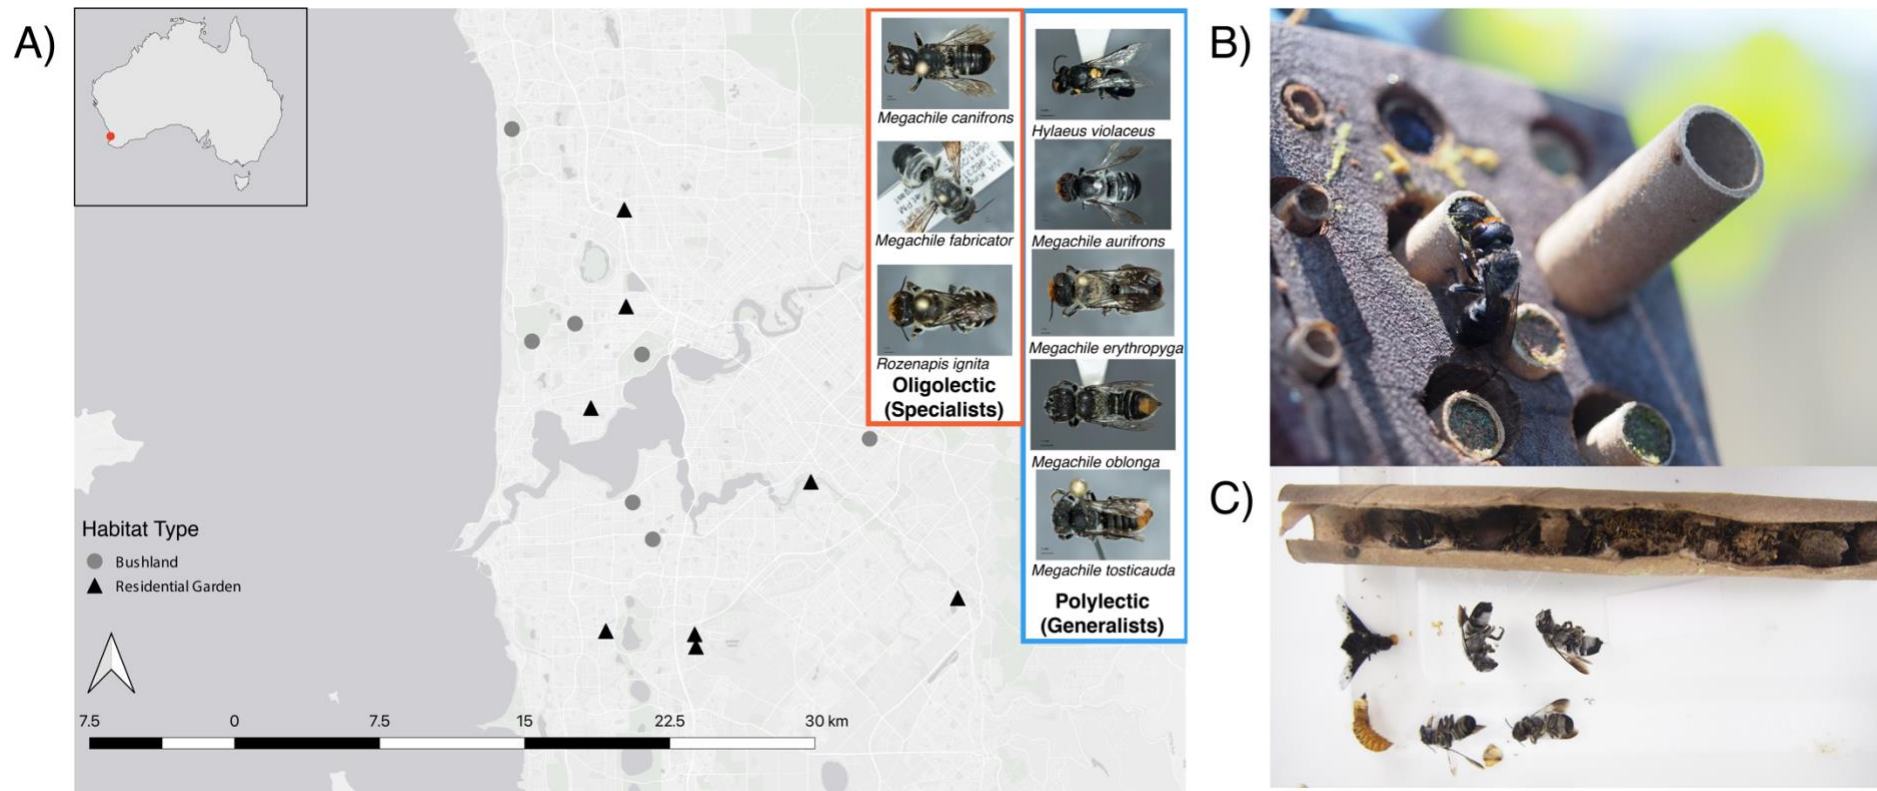 A)
Megachile canifrons
Megachile fabricator
Rozenapis ignita
Oligolectic
(Specialists)
Hylaeus violaceus
Megachile aurifrons
Megachile erythropyga
Megachile oblonga
Megachile tosticauda
Polylectic
(Generalists)
Habitat Type
Bushland
Residential Garden
7.5 0 7.5 15 22.5 30 km
B)
C)